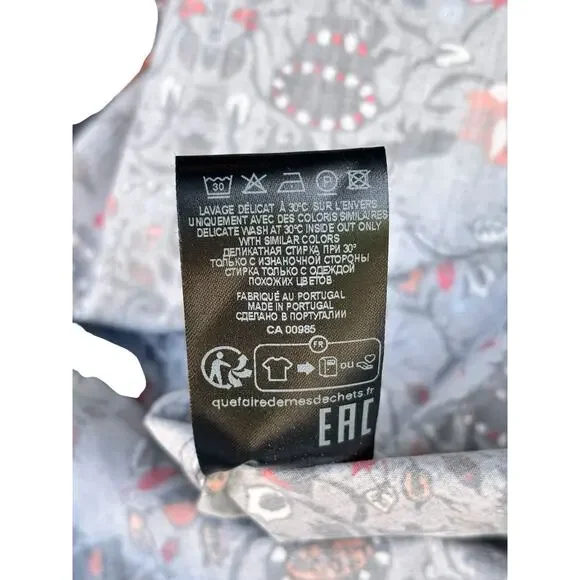 30 P
LAVAGE DÉLICAT À 30°C SUR L'ENVERS
UNIQUEMENT AVEC DES COLORIS SIMILAIRES
DELICATE WASH AT 30°C INSIDE OUT ONLY
WITH SIMILAR COLORS
ДЕЛИКАТНАЯ СТИРКА ПРИ 30°
ТОЛЬКО С ИЗНАНОЧНОЙ СТОРОНЫ
СТИРКА ТОЛЬКО С ОДЕЖДОЙ
ПОХОЖИХ ЦВЕТОВ
FABRIQUÉ AU PORTUGAL
MADE IN PORTUGAL
СДЕЛАНО В ПОРТУГАЛИИ
CA 00985
FR
OU
quefairedemesdechets.fr
EAC